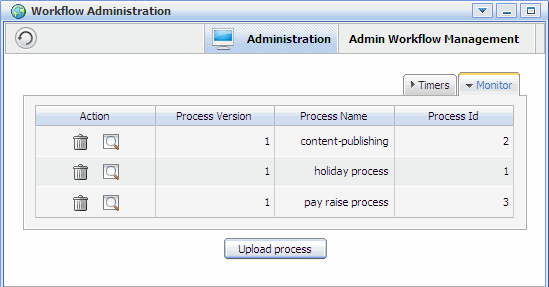 Workflow Administration
Administration Admin Workflow Management
Timers Monitor
Action Process Version Process Name Process Id
1 content-publishing 2
1 holiday process 1
1 pay raise process 3
Upload process